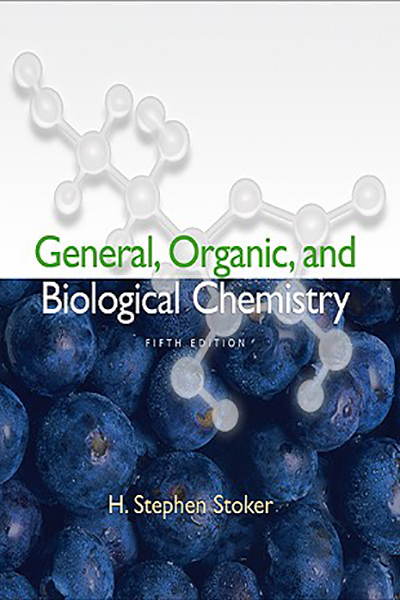 General, Organic, and
Biological Chemistry
FIFTH EDITION
H. Stephen Stoker